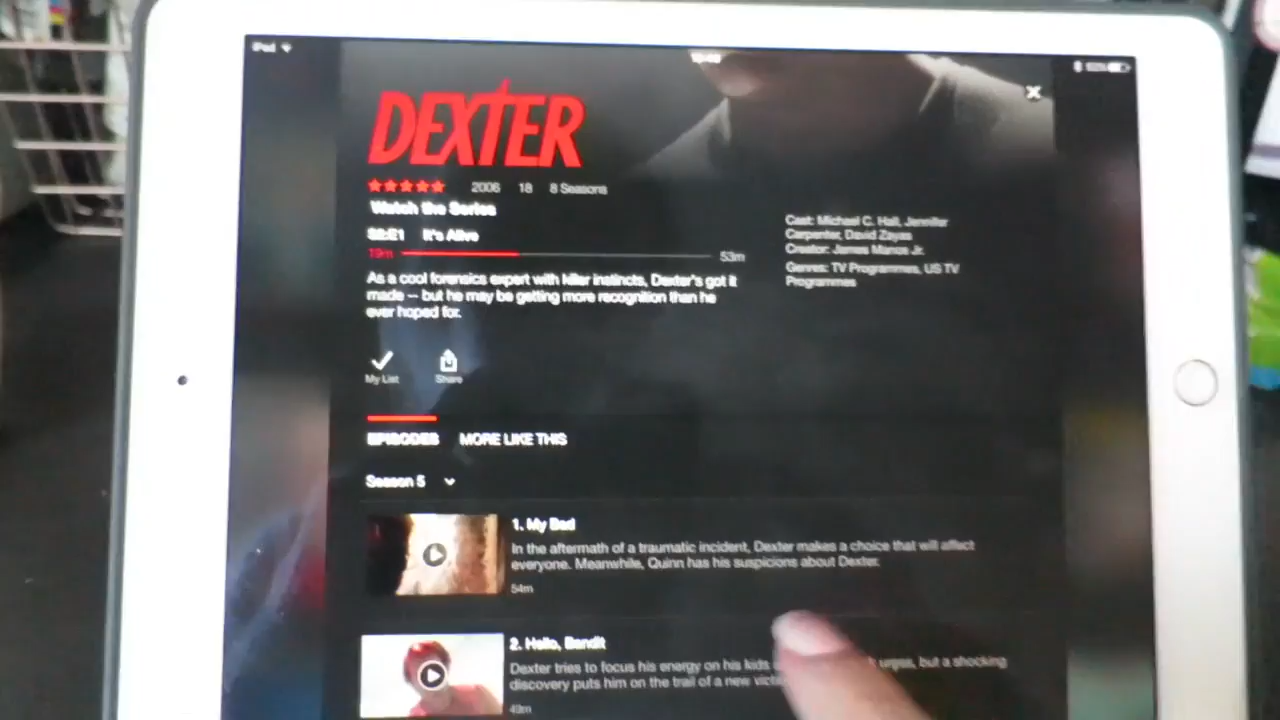 iPad
DEXTER
2006 18 8 Seasons
Watch the Series
S2:E1 It's Alive
19m 53m
As a cool forensics expert with killer instincts, Dexter's got it
made — but he may be getting more recognition than he
ever hoped for.
Cast: Michael C. Hall, Jennifer
Carpenter, David Zayas
Creator: James Manos Jr.
Genres: TV Programmes, US TV
Programmes
My List Share
EPISODES MORE LIKE THIS
Season 5
1. My Bad
In the aftermath of a traumatic incident, Dexter makes a choice that will affect
everyone. Meanwhile, Quinn has his suspicions about Dexter.
54m
2. Hello, Bandit
Dexter tries to focus his energy on his kids urges, but a shocking
discovery puts him on the trail of a new
49m